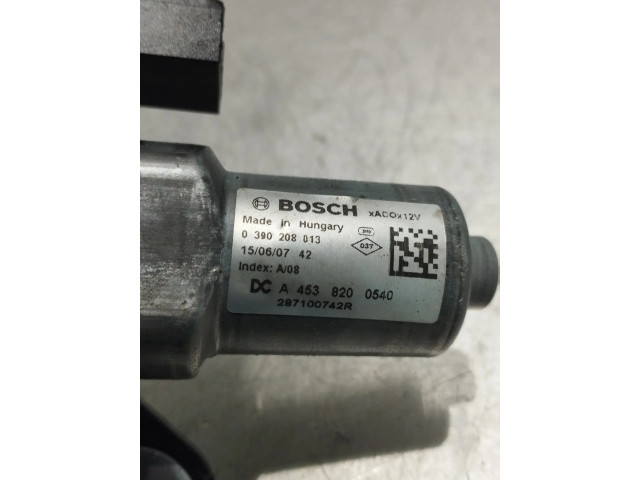 BOSCH xACOx12V
Made in Hungary
0 390 208 013
037
15/06/07 42
Index: A/08
DC A 453 820 0540
287100742R